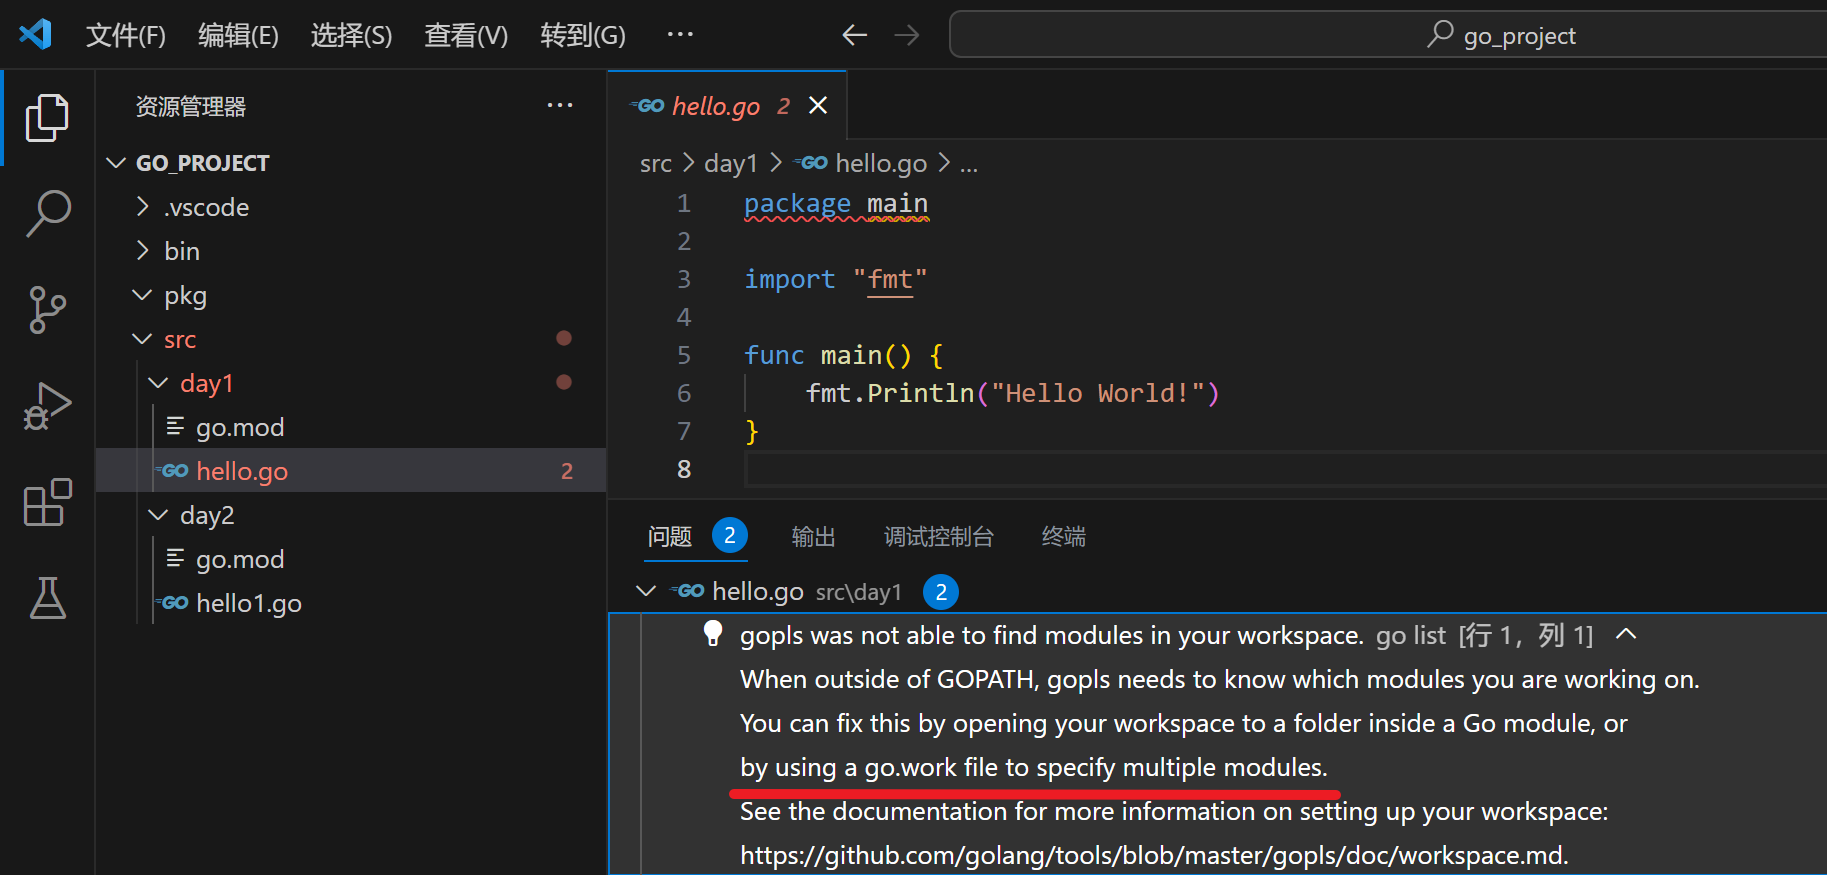 文件(F) 编辑(E) 选择(S) 查看(V) 转到(G) ··· go_project
资源管理器 ···
GO_PROJECT
.vscode
bin
pkg
src
day1
go.mod
GO hello.go 2
day2
go.mod
GO hello1.go
GO hello.go 2
src > day1 > GO hello.go > ...
1 package main
2
3 import "fmt"
4
5 func main() {
6 fmt.Println("Hello World!")
7 }
8
问题 2 输出 调试控制台 终端
GO hello.go src\day1 2
gopls was not able to find modules in your workspace. go list [行 1，列 1]
When outside of GOPATH, gopls needs to know which modules you are working on.
You can fix this by opening your workspace to a folder inside a Go module, or
by using a go.work file to specify multiple modules.
See the documentation for more information on setting up your workspace:
https://github.com/golang/tools/blob/master/gopls/doc/workspace.md.